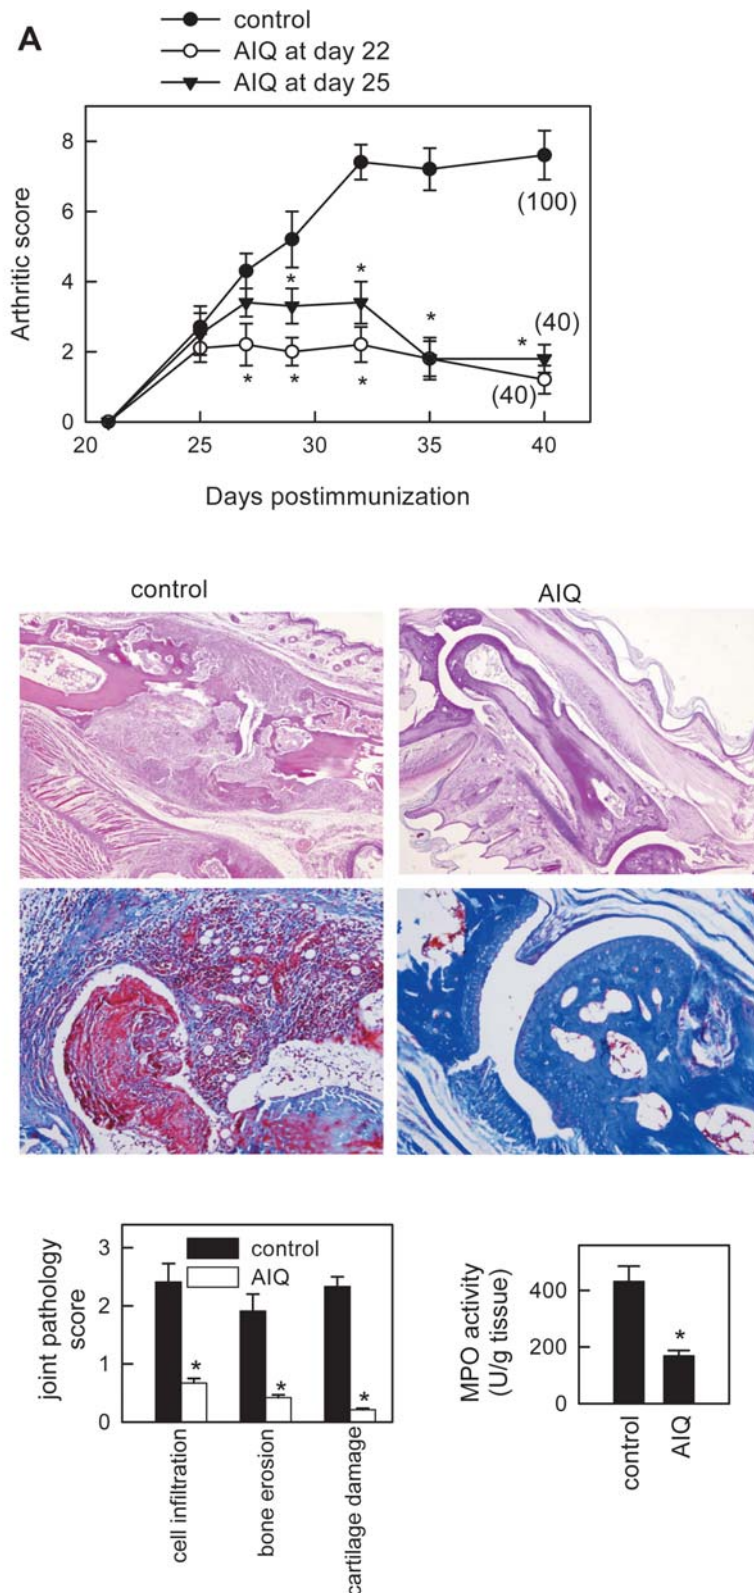 A
control
AIQ at day 22
AIQ at day 25
Arthritic score
8
6
4
2
0
*
*
*
*
*
*
*
(100)
(40)
(40)
20
25
30
35
40
Days postimmunization
control
AIQ
joint pathology
score
3
2
1
0
control
AIQ
*
*
*
cell infiltration
bone erosion
cartilage damage
MPO activity
(U/g tissue)
400
200
0
*
control
AIQ